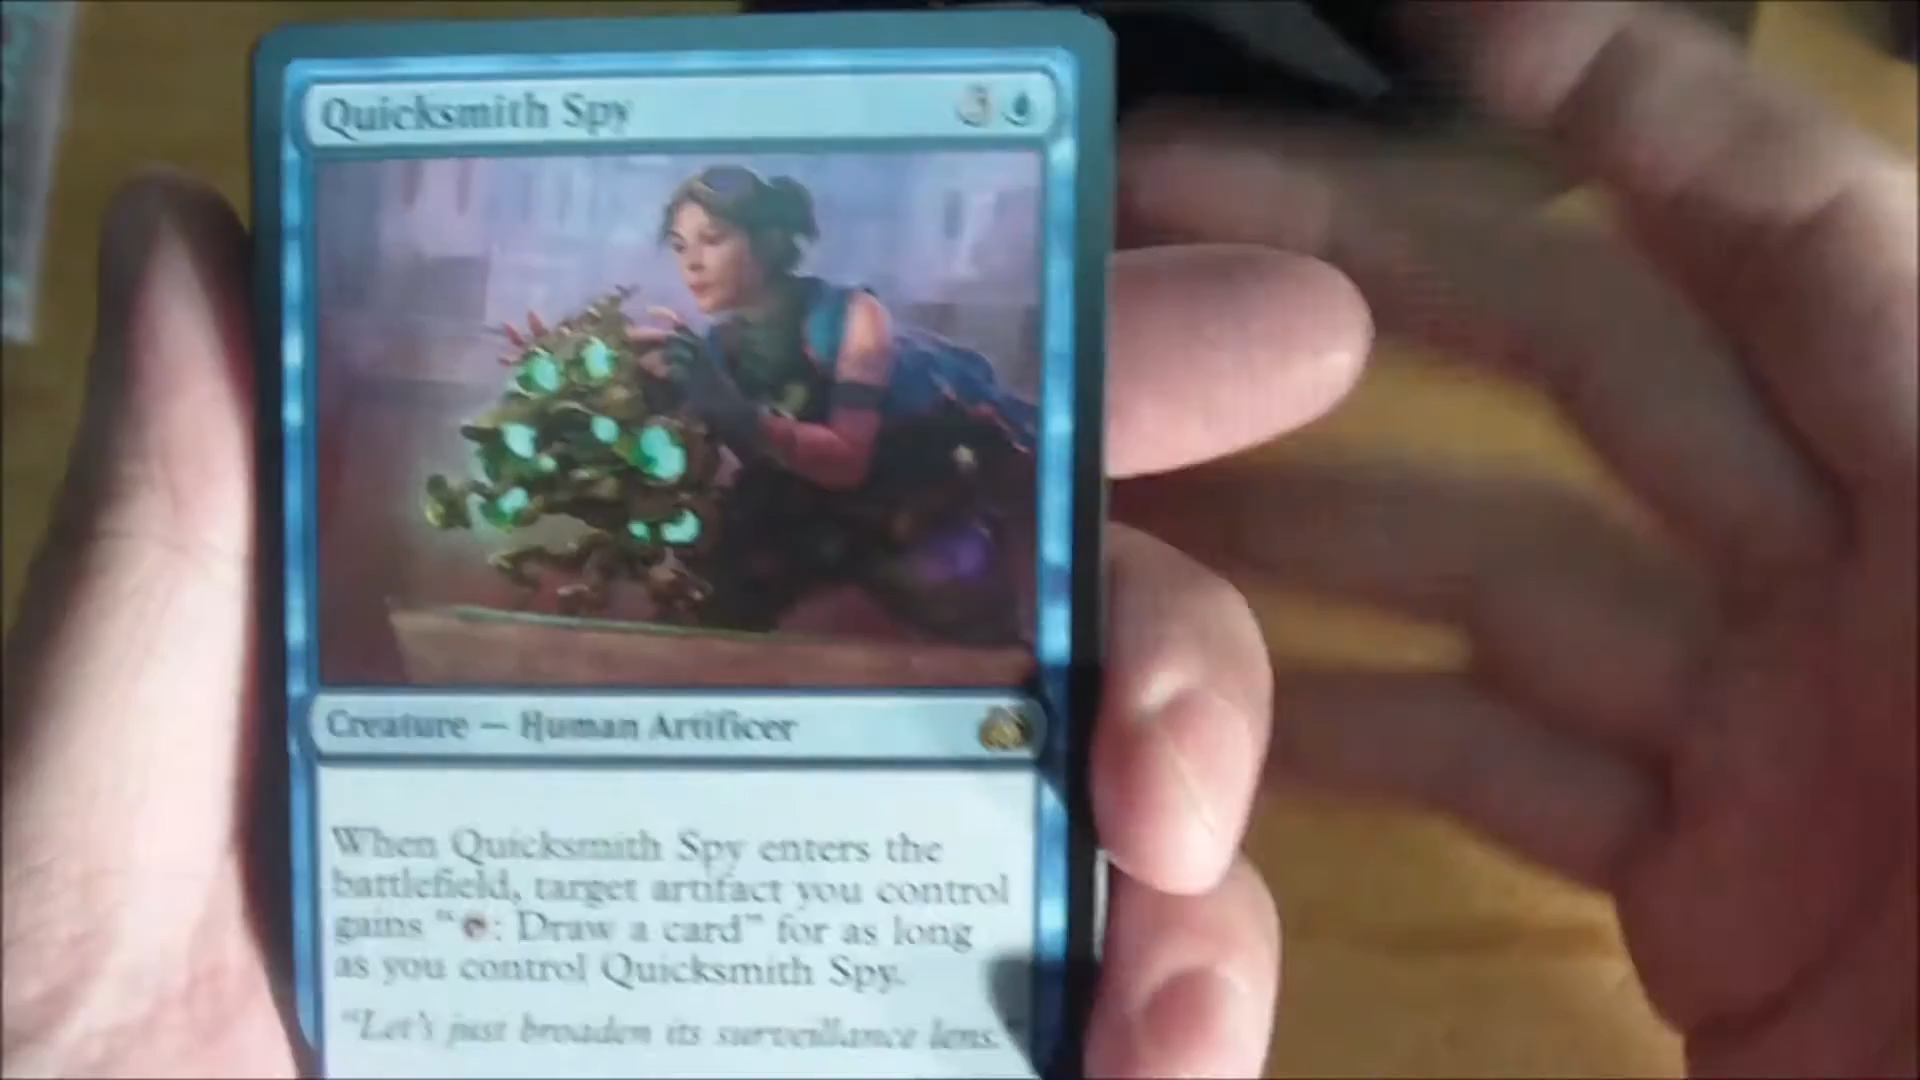 Quicksmith Spy 3
Creature — Human Artificer
When Quicksmith Spy enters the
battlefield, target artifact you control
gains “: Draw a card” for as long
as you control Quicksmith Spy.
“Let's just broaden its surveillance lens.”